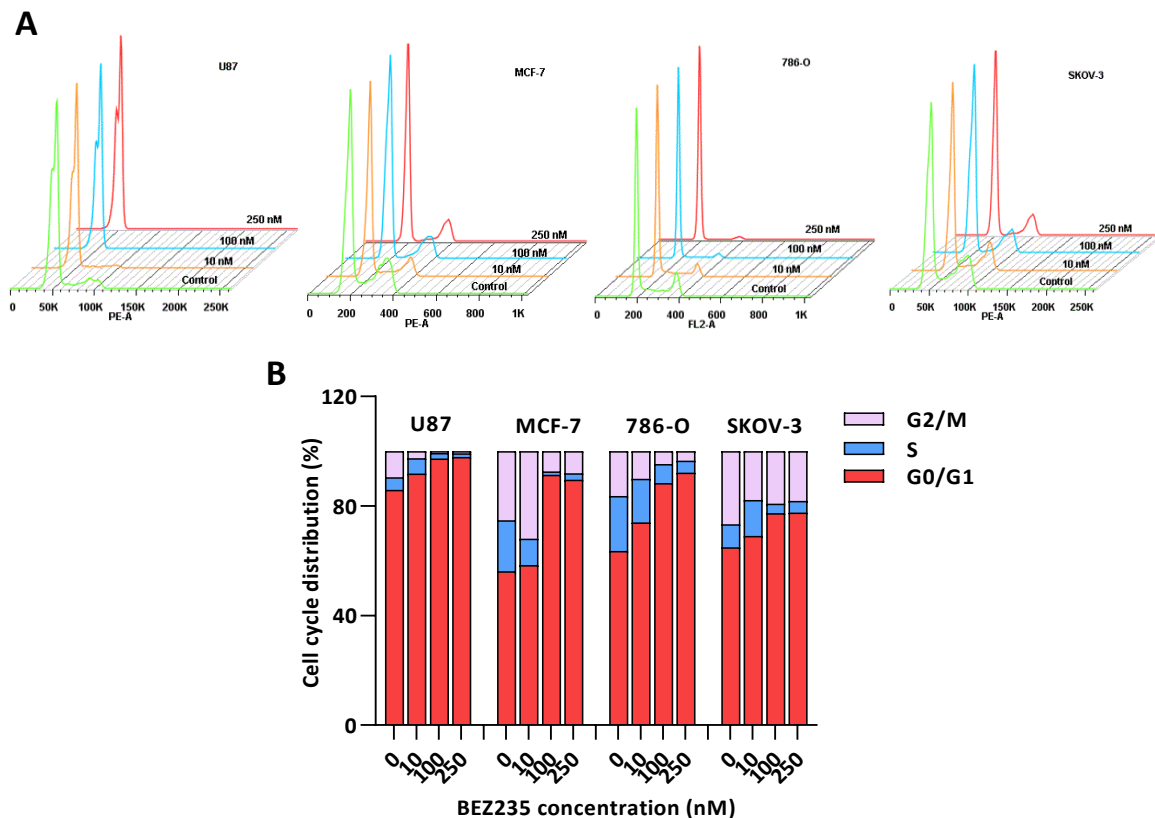 A
U87
250 nM
100 nM
10 nM
Control
0 50K 100K 150K 200K 250K
PE-A
MCF-7
250 nM
100 nM
10 nM
Control
0 200 400 600 800 1K
PE-A
786-O
250 nM
100 nM
10 nM
Control
0 200 400 600 800 1K
FL2-A
SKOV-3
250 nM
100 nM
10 nM
Control
0 50K 100K 150K 200K 250K
PE-A
B
Cell cycle distribution (%)
120
80
40
0
U87 MCF-7 786-O SKOV-3
G2/M
S
G0/G1
0 10 100 250 0 10 100 250 0 10 100 250 0 10 100 250
BEZ235 concentration (nM)